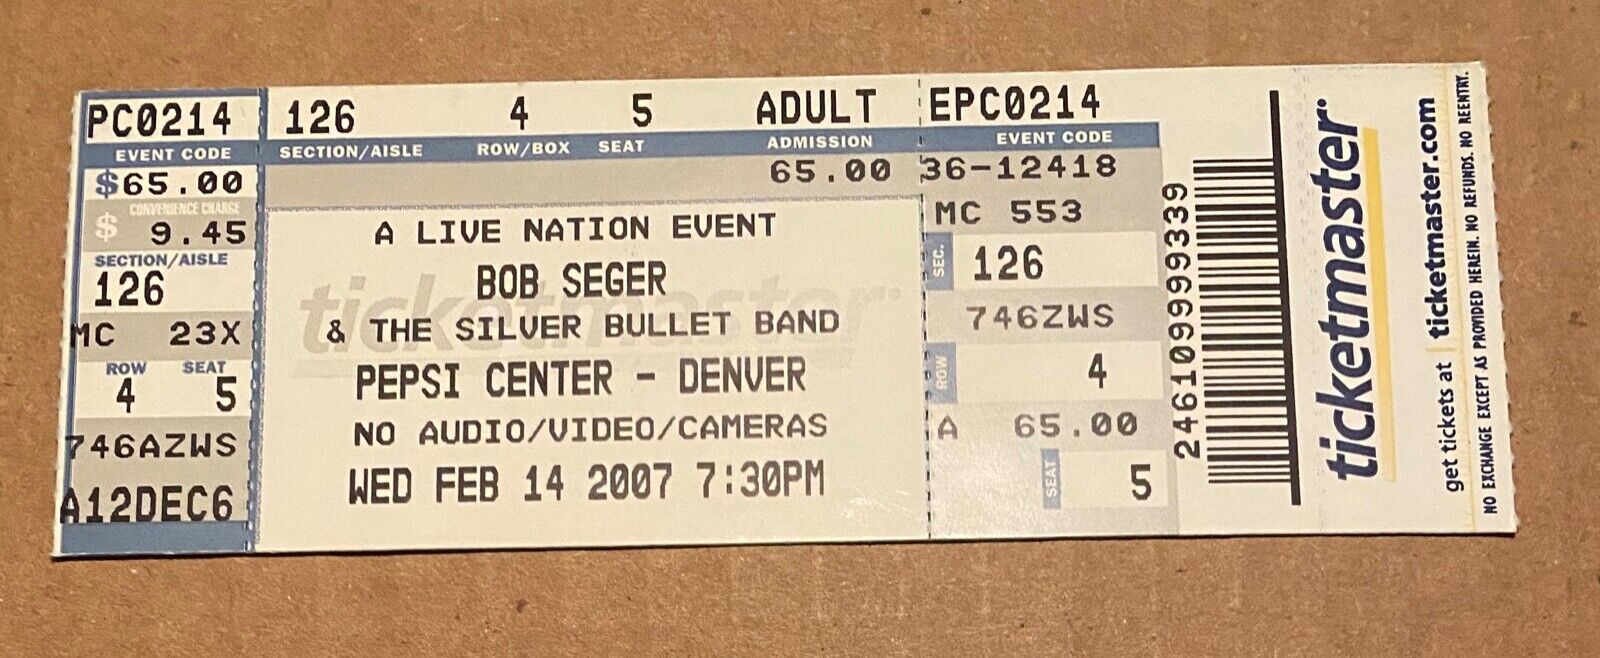 PC0214
EVENT CODE
$65.00
CONVENIENCE CHARGE
$ 9.45
SECTION/AISLE
126
MC 23X
ROW SEAT
4 5
746AZWS
A12DEC6
126 4 5 ADULT
SECTION/AISLE ROW/BOX SEAT ADMISSION
65.00
A LIVE NATION EVENT
BOB SEGER
ticketmaster
& THE SILVER BULLET BAND
PEPSI CENTER - DENVER
NO AUDIO/VIDEO/CAMERAS
WED FEB 14 2007 7:30PM
EPC0214
EVENT CODE
36-12418
MC 553
SEC. 126
746ZWS
ROW 4
A 65.00
SEAT 5
2461099999339
ticketmaster
get tickets at ticketmaster.com
NO EXCHANGE EXCEPT AS PROVIDED HEREIN. NO REFUNDS. NO REENTRY.